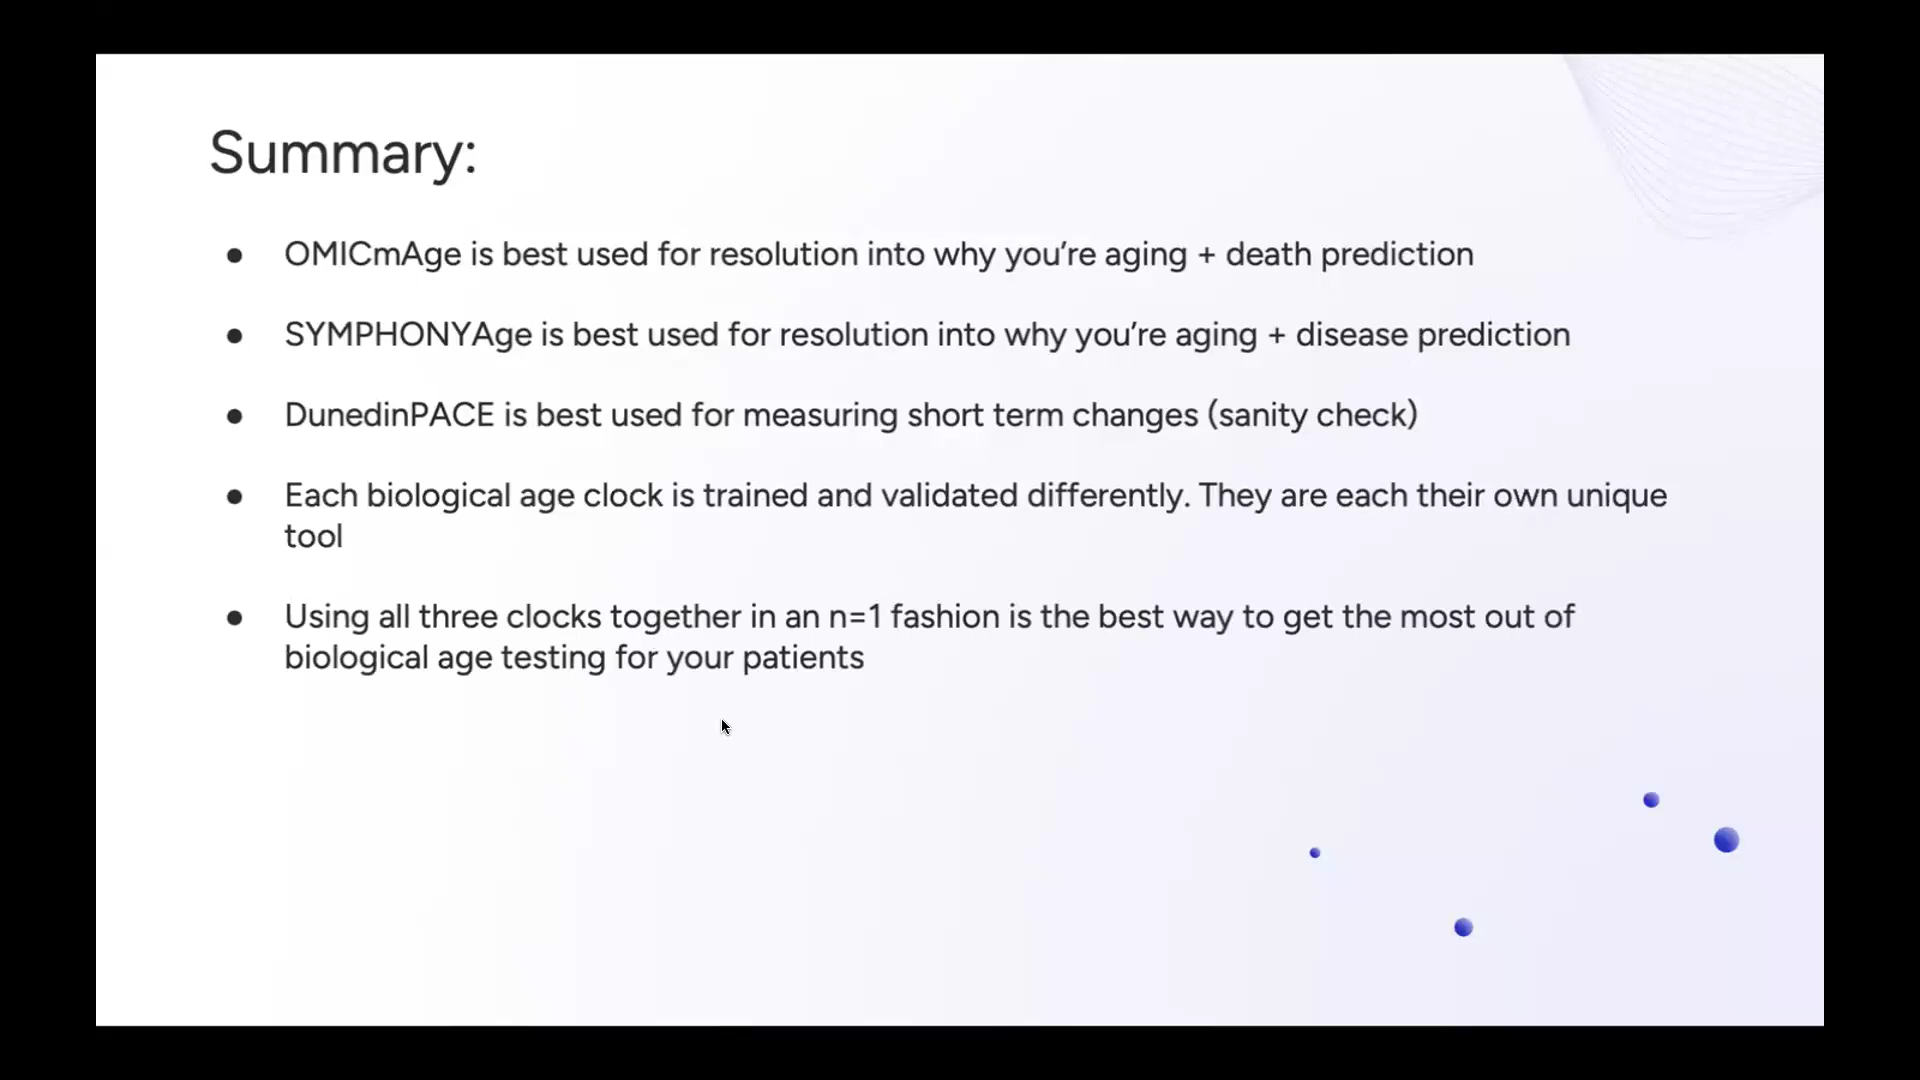 Summary:
● OMICmAge is best used for resolution into why you’re aging + death prediction
● SYMPHONYAge is best used for resolution into why you’re aging + disease prediction
● DunedinPACE is best used for measuring short term changes (sanity check)
● Each biological age clock is trained and validated differently. They are each their own unique
tool
● Using all three clocks together in an n=1 fashion is the best way to get the most out of
biological age testing for your patients